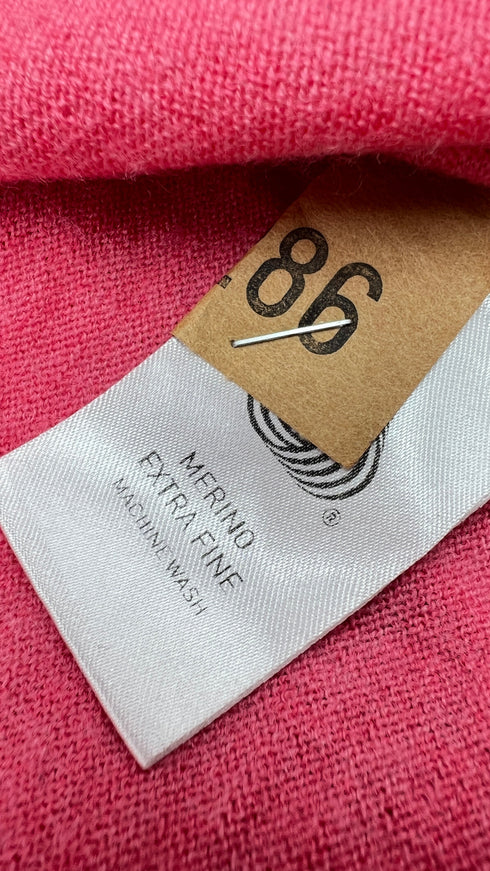 86
MERINO
EXTRA FINE
MACHINE WASH
®